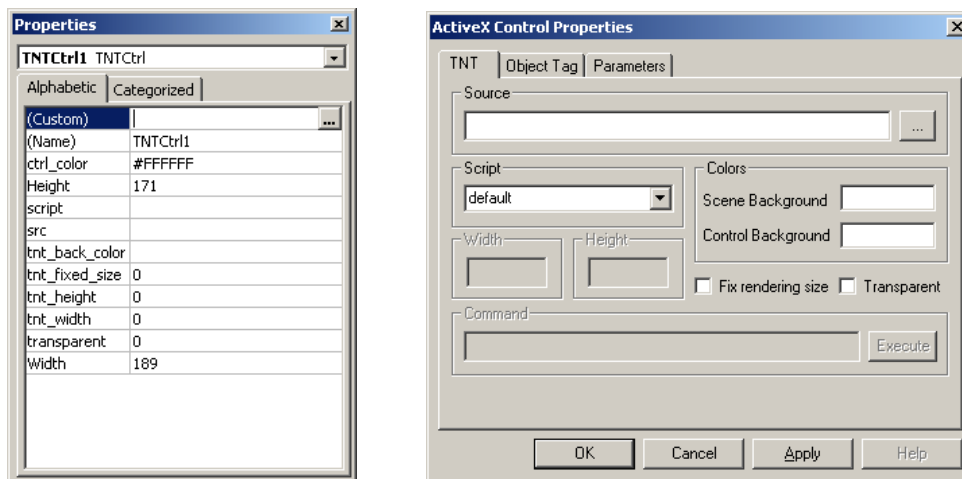 Properties
TNTCtrl1 TNTCtrl
Alphabetic Categorized
(Custom) ...
(Name) TNTCtrl1
ctrl_color #FFFFFF
Height 171
script
src
tnt_back_color
tnt_fixed_size 0
tnt_height 0
tnt_width 0
transparent 0
Width 189
ActiveX Control Properties
TNT Object Tag Parameters
Source
...
Script
default
Colors
Scene Background
Control Background
Width Height
Fix rendering size Transparent
Command
Execute
OK Cancel Apply Help